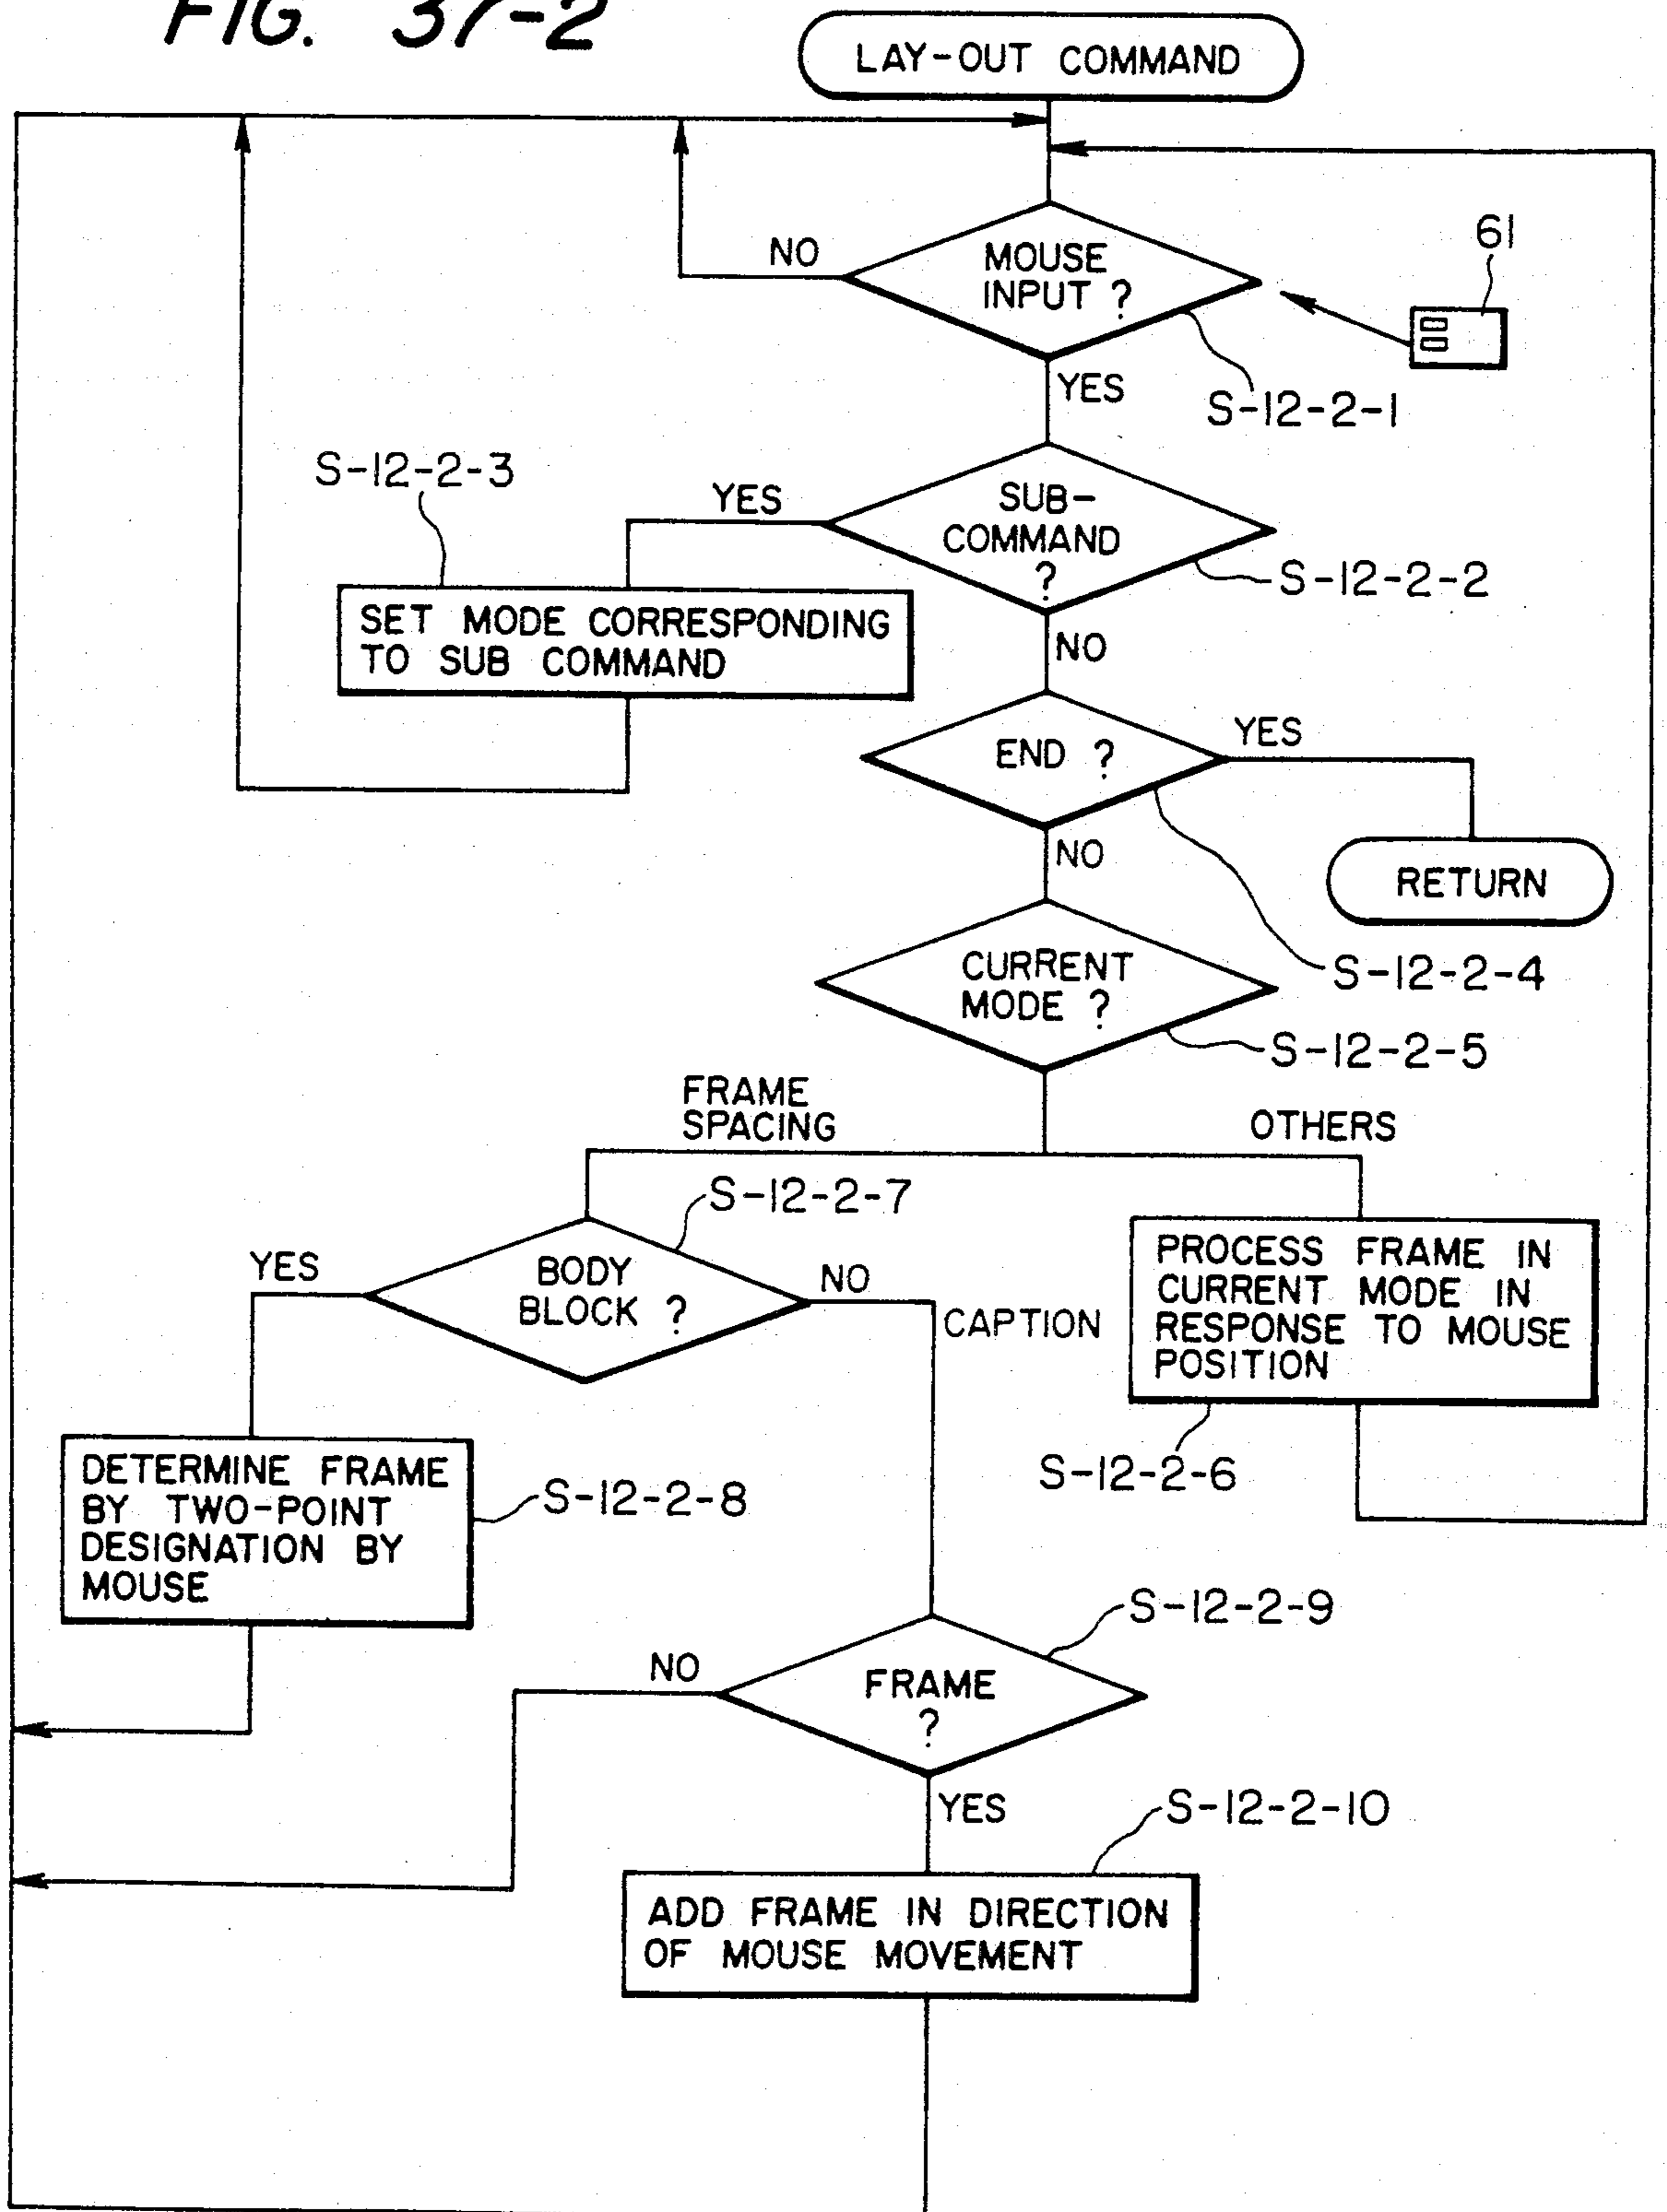 FIG. 37-2
LAY-OUT COMMAND
NO
MOUSE
INPUT ?
61
YES
S-12-2-1
S-12-2-3
YES
SUB-
COMMAND
?
S-12-2-2
SET MODE CORRESPONDING
TO SUB COMMAND
NO
END ?
YES
NO
RETURN
CURRENT
MODE ?
S-12-2-4
S-12-2-5
FRAME
SPACING
OTHERS
S-12-2-7
YES
BODY
BLOCK ?
NO
CAPTION
PROCESS FRAME IN
CURRENT MODE IN
RESPONSE TO MOUSE
POSITION
S-12-2-6
DETERMINE FRAME
BY TWO-POINT
DESIGNATION BY
MOUSE
S-12-2-8
S-12-2-9
NO
FRAME
?
YES
S-12-2-10
ADD FRAME IN DIRECTION
OF MOUSE MOVEMENT